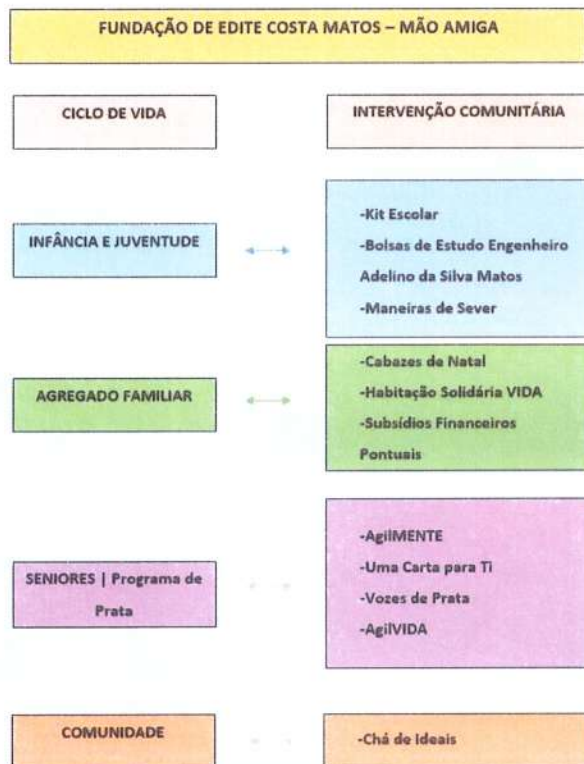 FUNDAÇÃO DE EDITE COSTA MATOS – MÃO AMIGA
CICLO DE VIDA
INTERVENÇÃO COMUNITÁRIA
INFÂNCIA E JUVENTUDE
-Kit Escolar
-Bolsas de Estudo Engenheiro
Adelino da Silva Matos
-Maneiras de Sever
AGREGADO FAMILIAR
-Cabazes de Natal
-Habitação Solidária VIDA
-Subsídios Financeiros
Pontuais
SENIORES | Programa de
Prata
-AgilMENTE
-Uma Carta para Ti
-Vozes de Prata
-AgilVIDA
COMUNIDADE
-Chá de Ideais